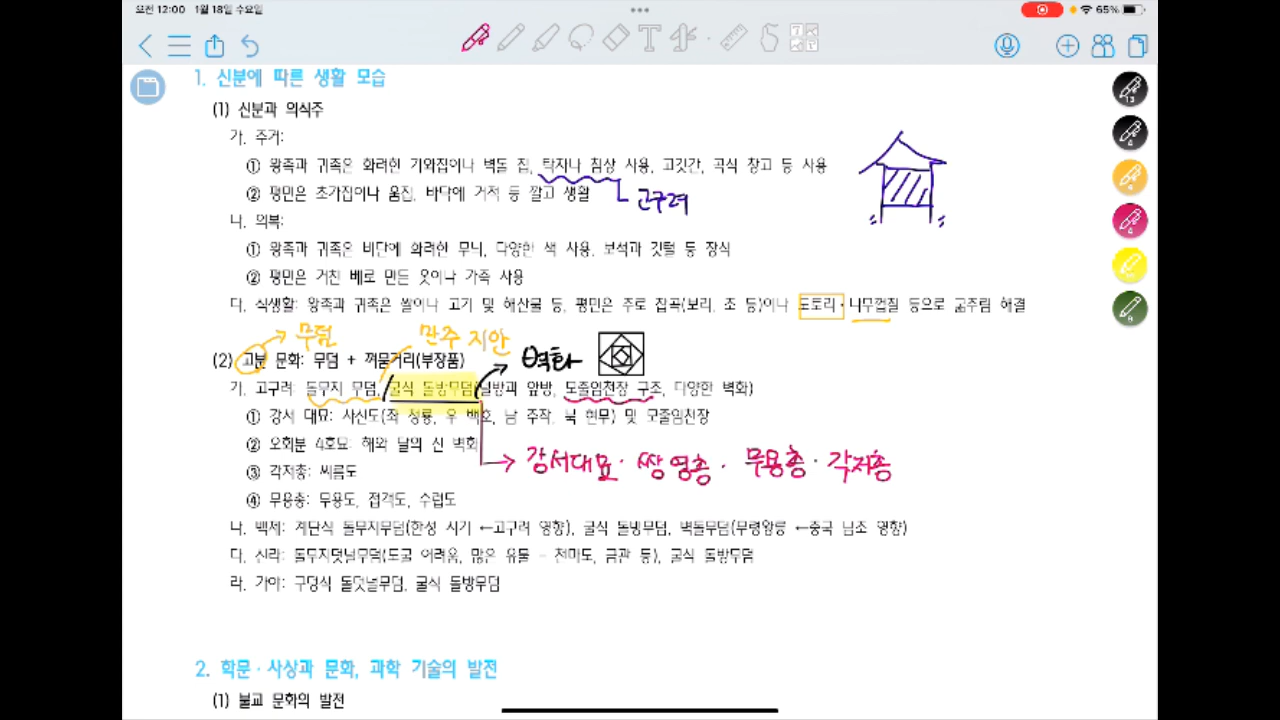 오전 12:00 1월 18일 수요일 65%
1. 신분에 따른 생활 모습
(1) 신분과 의식주
가. 주거:
① 왕족과 귀족은 화려한 기와집이나 벽돌 집, 탁자나 침상 사용, 고깃간, 곡식 창고 등 사용
② 평민은 초가집이나 움집, 바닥에 거적 등 깔고 생활
고구려
나. 의복:
① 왕족과 귀족은 비단에 화려한 무늬, 다양한 색 사용, 보석과 깃털 등 장식
② 평민은 거친 베로 만든 옷이나 가죽 사용
다. 식생활: 왕족과 귀족은 쌀이나 고기 및 해산물 등, 평민은 주로 잡곡(보리, 조 등)이나 도토리·나무껍질 등으로 굶주림 해결
무덤 만주 지안
(2) 고분 문화: 무덤 + 껴묻거리(부장품) 벽화
가. 고구려: 돌무지 무덤, 굴식 돌방무덤(널방과 앞방, 모줄임천장 구조, 다양한 벽화)
① 강서 대묘: 사신도(좌 청룡, 우 백호, 남 주작, 북 현무) 및 모줄임천장
② 오회분 4호묘: 해와 달의 신 벽화
강서대묘· 쌍영총· 무용총· 각저총
③ 각저총: 씨름도
④ 무용총: 무용도, 접객도, 수렵도
나. 백제: 계단식 돌무지무덤(한성 시기 ←고구려 영향), 굴식 돌방무덤, 벽돌무덤(무령왕릉 ←중국 남조 영향)
다. 신라: 돌무지덧널무덤(도굴 어려움, 많은 유물 - 천마도, 금관 등), 굴식 돌방무덤
라. 가야: 구덩식 돌덧널무덤, 굴식 돌방무덤
2. 학문·사상과 문화, 과학 기술의 발전
(1) 불교 문화의 발전